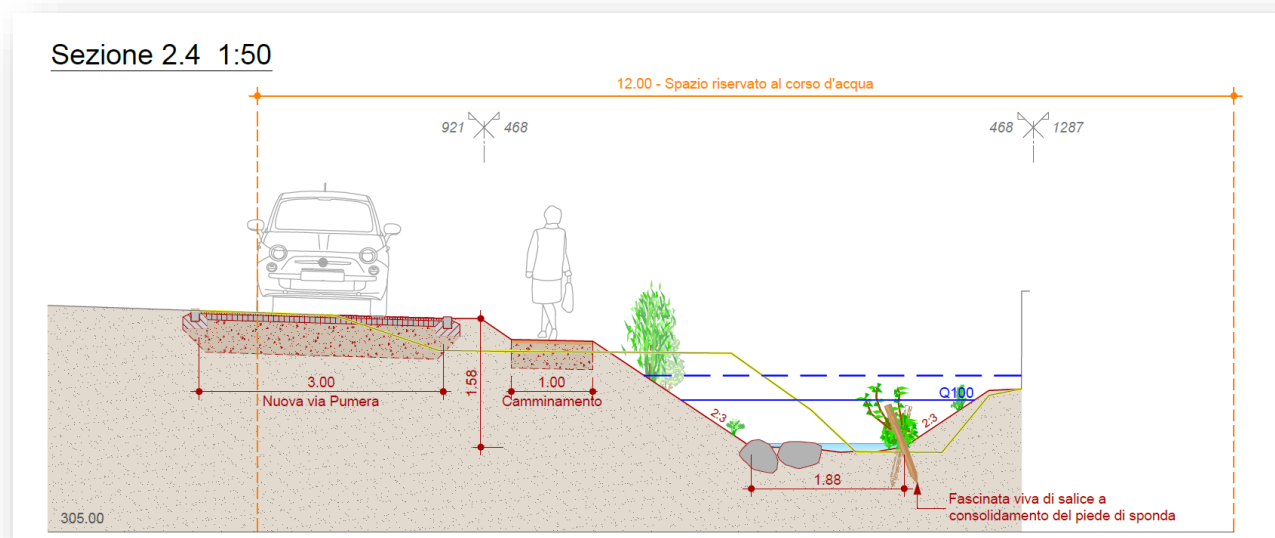 Sezione 2.4 1:50
12.00 - Spazio riservato al corso d'acqua
921 468
468 1287
3.00
Nuova via Pumera
1.58
1.00
Camminamento
Q100
2:3
2:3
1.88
Fascinata viva di salice a
consolidamento del piede di sponda
305.00